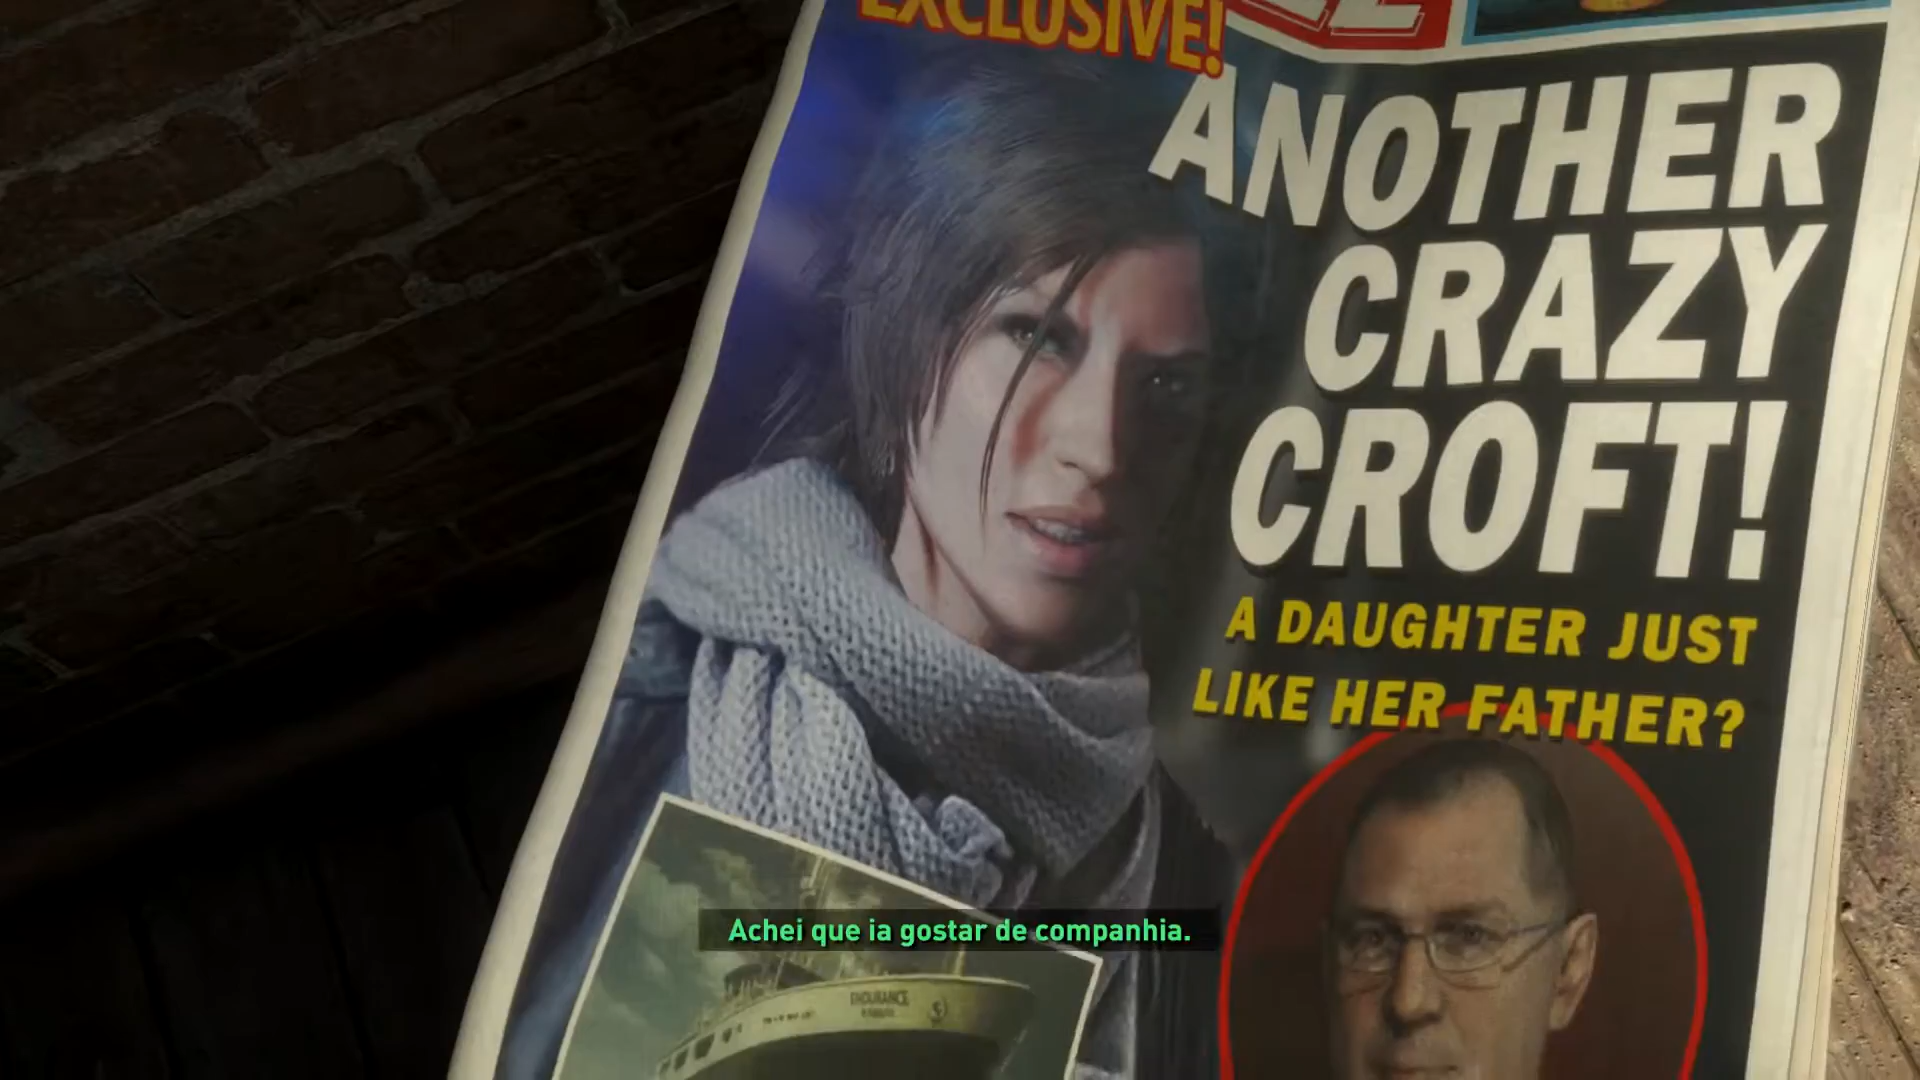 EXCLUSIVE!
ANOTHER
CRAZY
CROFT!
A DAUGHTER JUST
LIKE HER FATHER?
Achei que ia gostar de companhia.
ENDURANCE